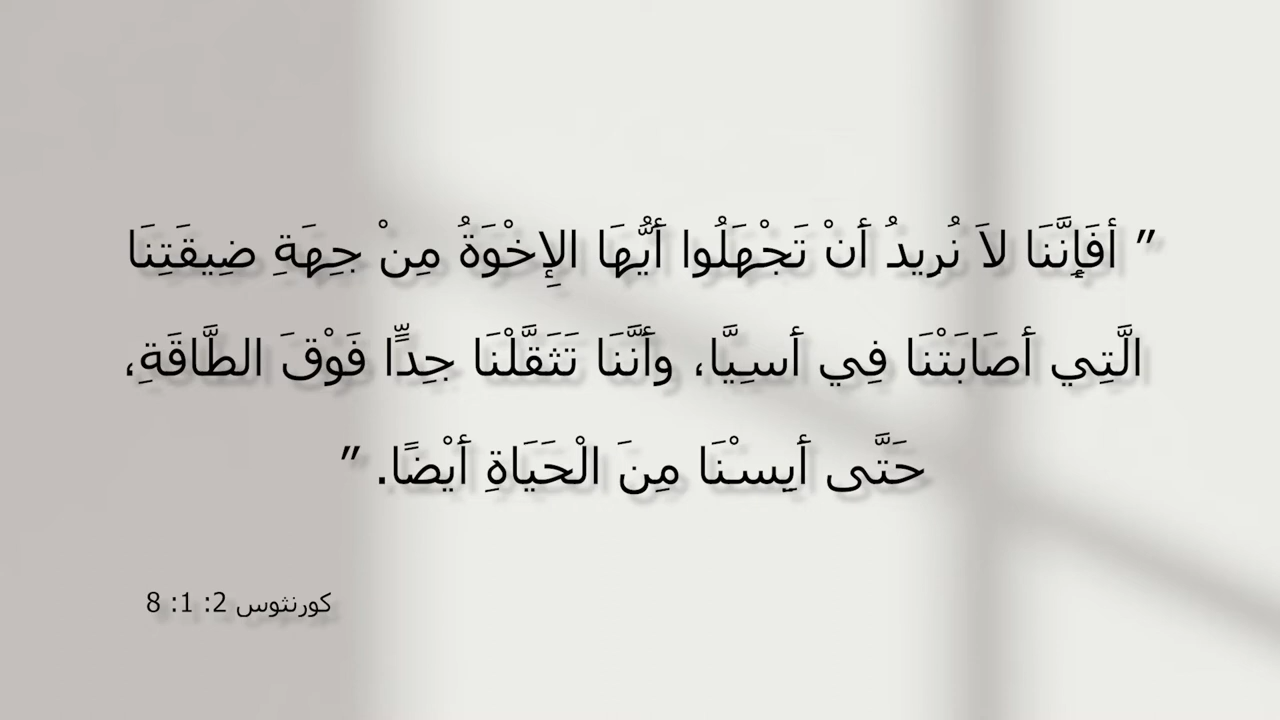 ” أفَإِنَّنَا لاَ نُرِيدُ أَنْ تَجْهَلُوا أَيُّهَا الإِخْوَةُ مِنْ جِهَةِ ضِيقَتِنَا
الَّتِي أَصَابَتْنَا فِي أَسِيَّا، وأَنَّنَا تَثَقَّلْنَا جِدًّا فَوْقَ الطَّاقَةِ،
حَتَّى أَيِسْنَا مِنَ الْحَيَاةِ أَيْضًا. ”
كورنثوس 2: 1: 8